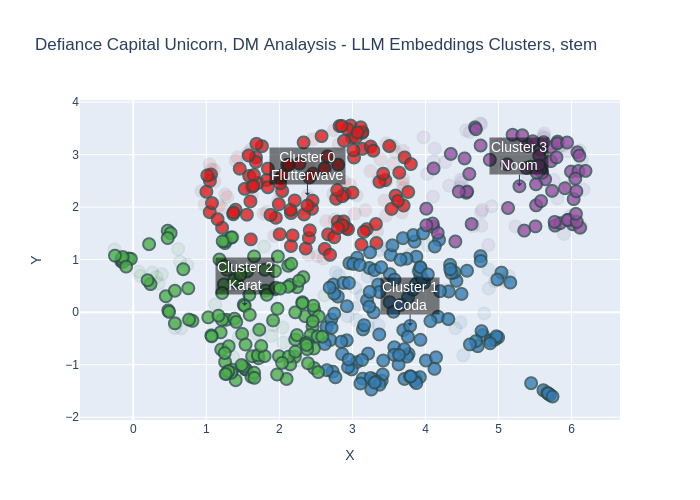 Defiance Capital Unicorn, DM Analaysis - LLM Embeddings Clusters, stem
4
3
2
1
0
−1
−2
Y
Cluster 0
Flutterwave
Cluster 3
Noom
Cluster 2
Karat
Cluster 1
Coda
0
1
2
3
4
5
6
X